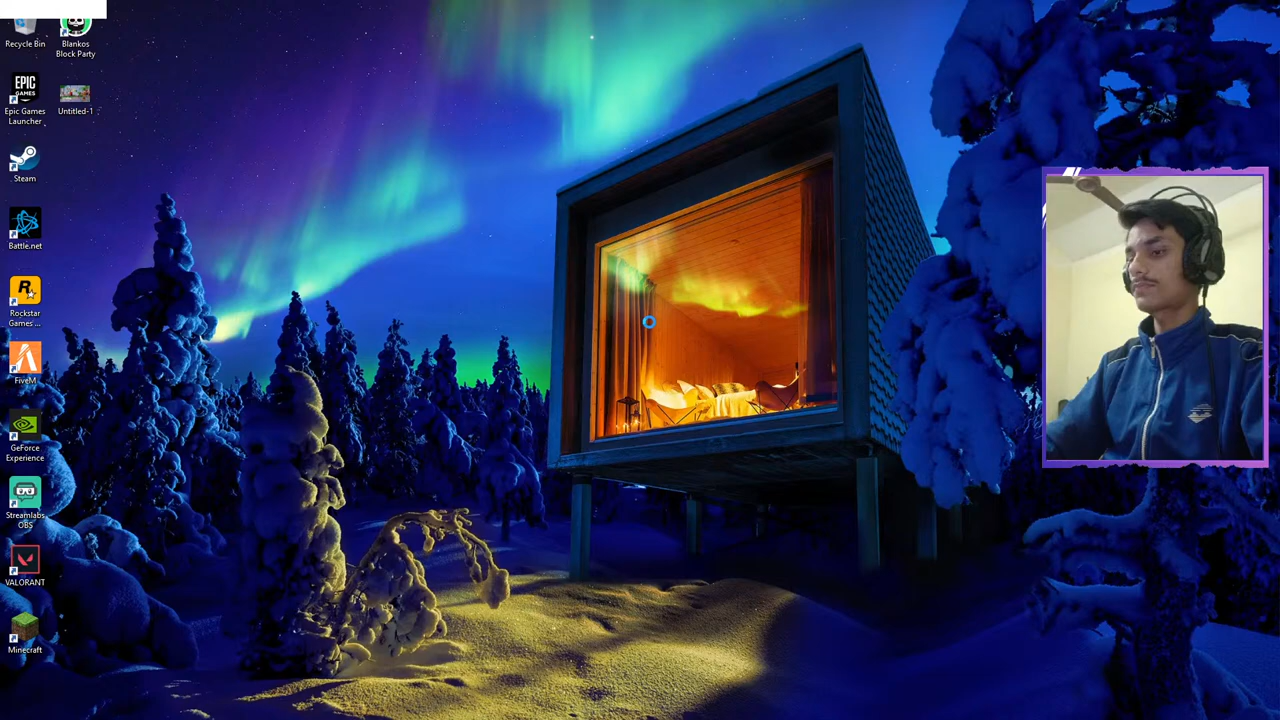 Recycle Bin
Blankos
Block Party
EPIC
GAMES
Epic Games
Launcher
Untitled-1
Steam
Battle.net
R
Rockstar
Games ...
FiveM
GeForce
Experience
Streamlabs
OBS
VALORANT
Minecraft